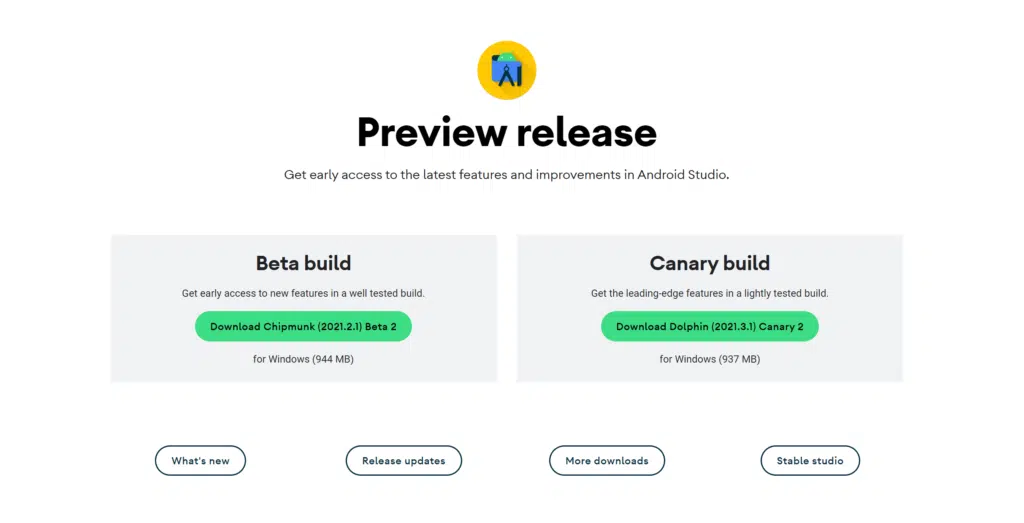 Preview release
Get early access to the latest features and improvements in Android Studio.
Beta build
Get early access to new features in a well tested build.
Download Chipmunk (2021.2.1) Beta 2
for Windows (944 MB)
Canary build
Get the leading-edge features in a lightly tested build.
Download Dolphin (2021.3.1) Canary 2
for Windows (937 MB)
What's new
Release updates
More downloads
Stable studio